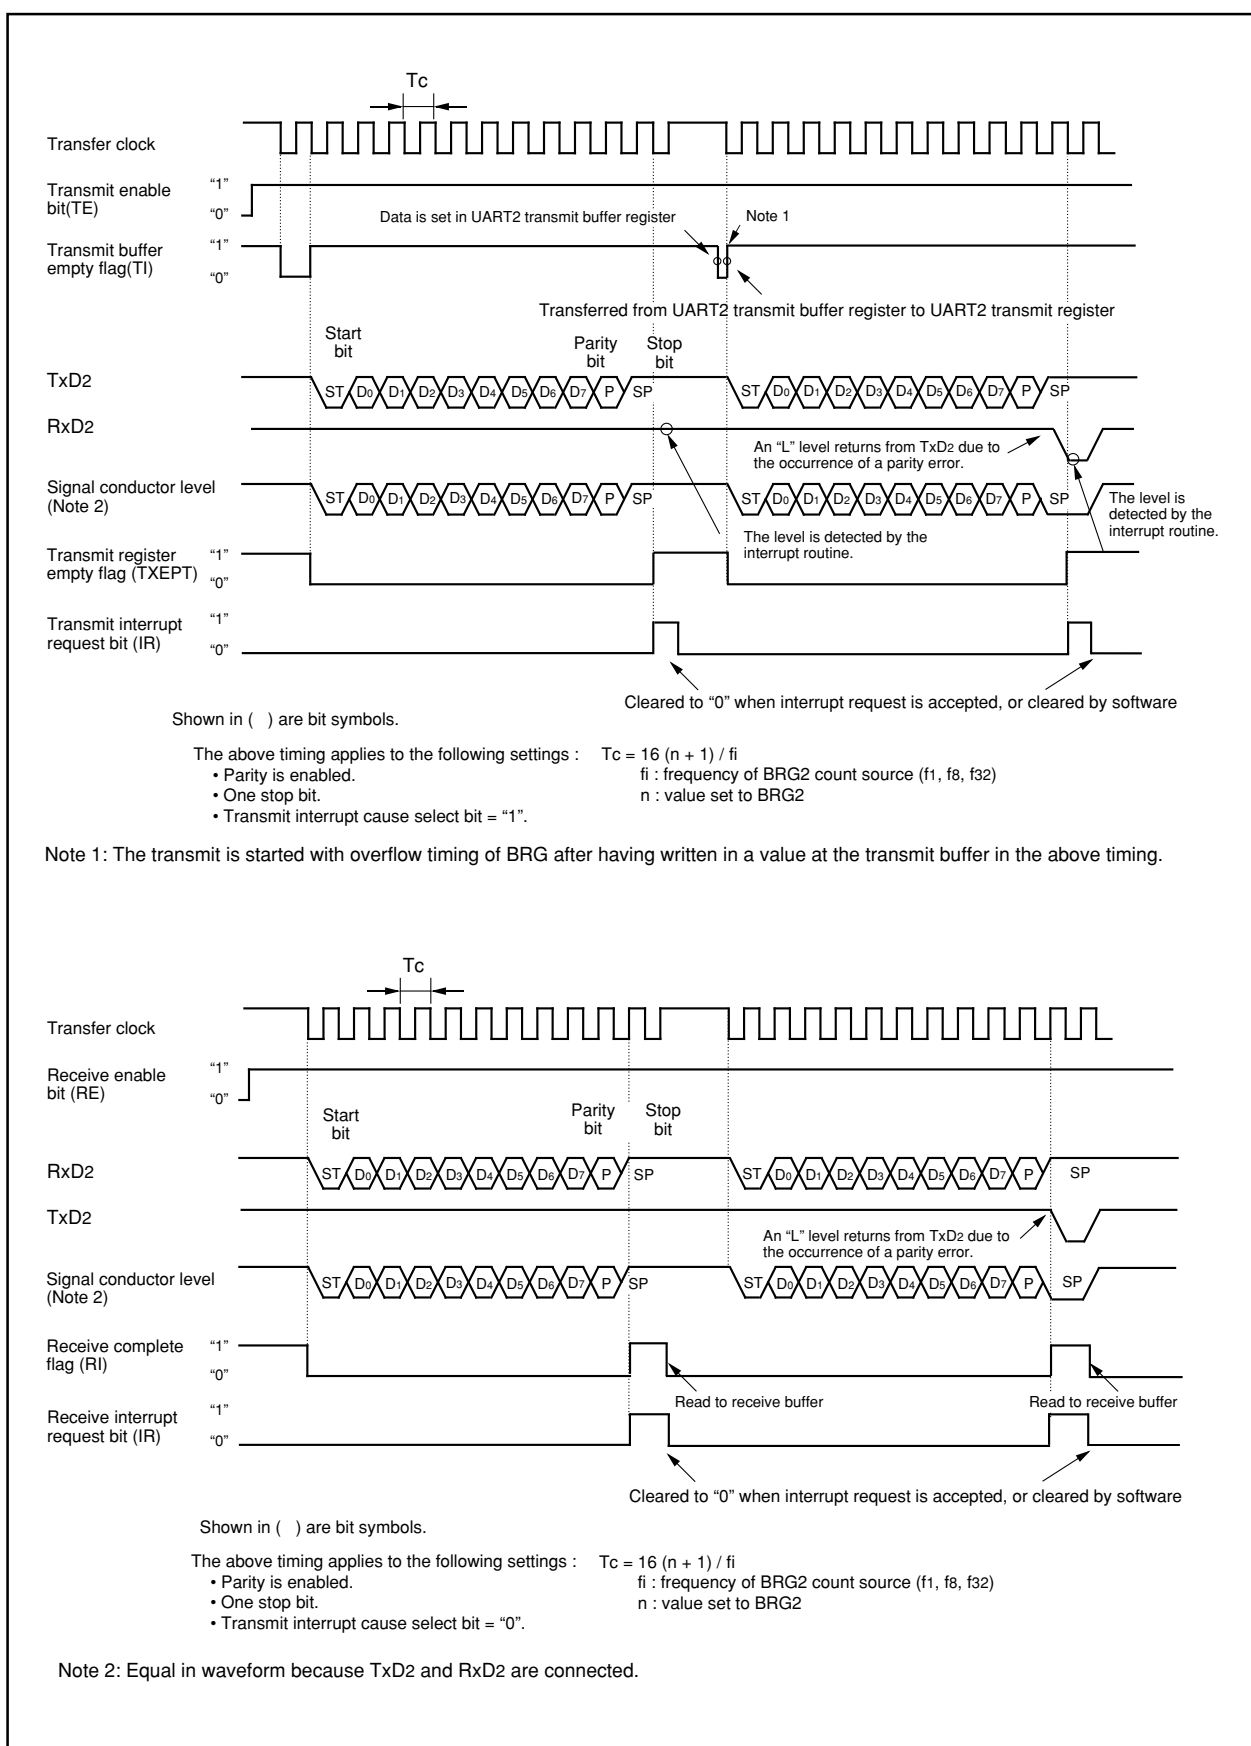 Tc
Transfer clock
Transmit enable
bit(TE)
“1”
“0”
Data is set in UART2 transmit buffer register
Note 1
Transmit buffer
empty flag(TI)
“1”
“0”
Transferred from UART2 transmit buffer register to UART2 transmit register
Start
bit
Parity
bit
Stop
bit
TxD2
ST D0 D1 D2 D3 D4 D5 D6 D7 P SP ST D0 D1 D2 D3 D4 D5 D6 D7 P SP
RxD2
An “L” level returns from TxD2 due to
the occurrence of a parity error.
Signal conductor level
(Note 2)
ST D0 D1 D2 D3 D4 D5 D6 D7 P SP ST D0 D1 D2 D3 D4 D5 D6 D7 P SP
The level is
detected by the
interrupt routine.
The level is detected by the
interrupt routine.
Transmit register
empty flag (TXEPT)
“1”
“0”
Transmit interrupt
request bit (IR)
“1”
“0”
Cleared to “0” when interrupt request is accepted, or cleared by software
Shown in ( ) are bit symbols.
The above timing applies to the following settings :
• Parity is enabled.
• One stop bit.
• Transmit interrupt cause select bit = “1”.
Tc = 16 (n + 1) / fi
fi : frequency of BRG2 count source (f1, f8, f32)
n : value set to BRG2
Note 1: The transmit is started with overflow timing of BRG after having written in a value at the transmit buffer in the above timing.
Tc
Transfer clock
Receive enable
bit (RE)
“1”
“0”
Start
bit
Parity
bit
Stop
bit
RxD2
ST D0 D1 D2 D3 D4 D5 D6 D7 P SP ST D0 D1 D2 D3 D4 D5 D6 D7 P SP
TxD2
An “L” level returns from TxD2 due to
the occurrence of a parity error.
Signal conductor level
(Note 2)
ST D0 D1 D2 D3 D4 D5 D6 D7 P SP ST D0 D1 D2 D3 D4 D5 D6 D7 P SP
Receive complete
flag (RI)
“1”
“0”
Read to receive buffer
Read to receive buffer
Receive interrupt
request bit (IR)
“1”
“0”
Cleared to “0” when interrupt request is accepted, or cleared by software
Shown in ( ) are bit symbols.
The above timing applies to the following settings :
• Parity is enabled.
• One stop bit.
• Transmit interrupt cause select bit = “0”.
Tc = 16 (n + 1) / fi
fi : frequency of BRG2 count source (f1, f8, f32)
n : value set to BRG2
Note 2: Equal in waveform because TxD2 and RxD2 are connected.